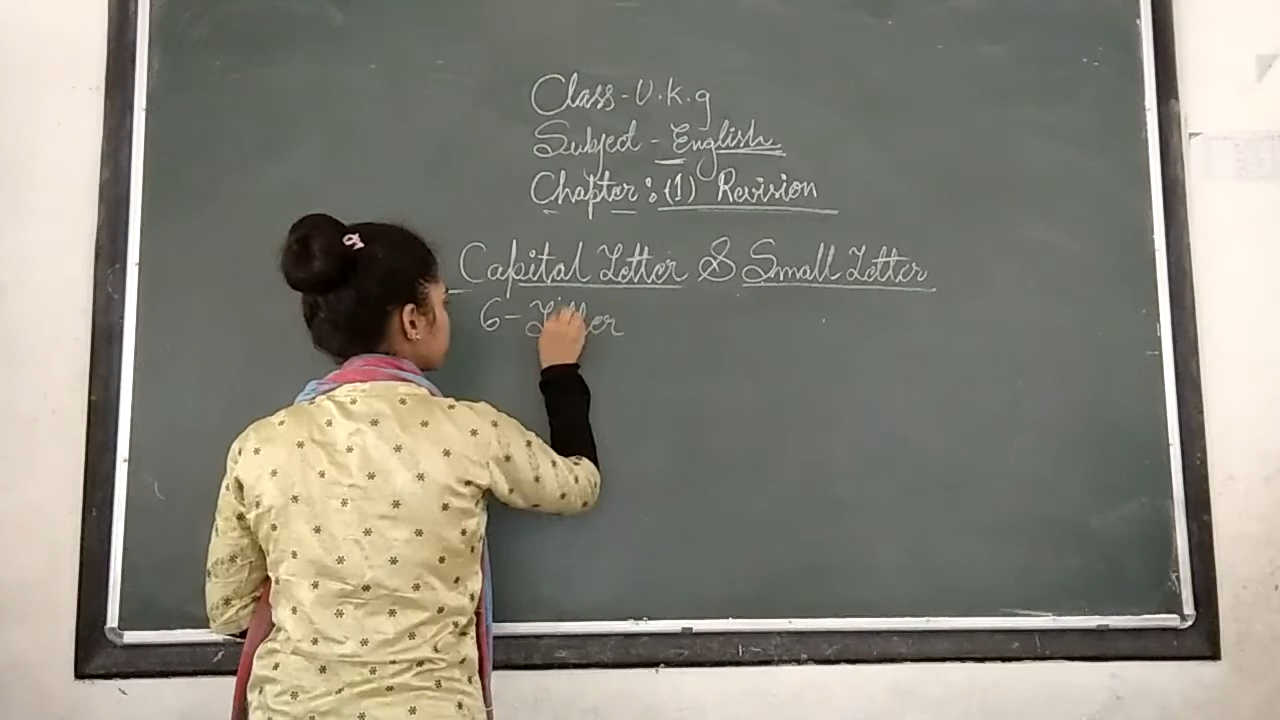 Class - U.k.g
Subject - English
Chapter : (1) Revision
Capital Letter & Small Letter
6 -